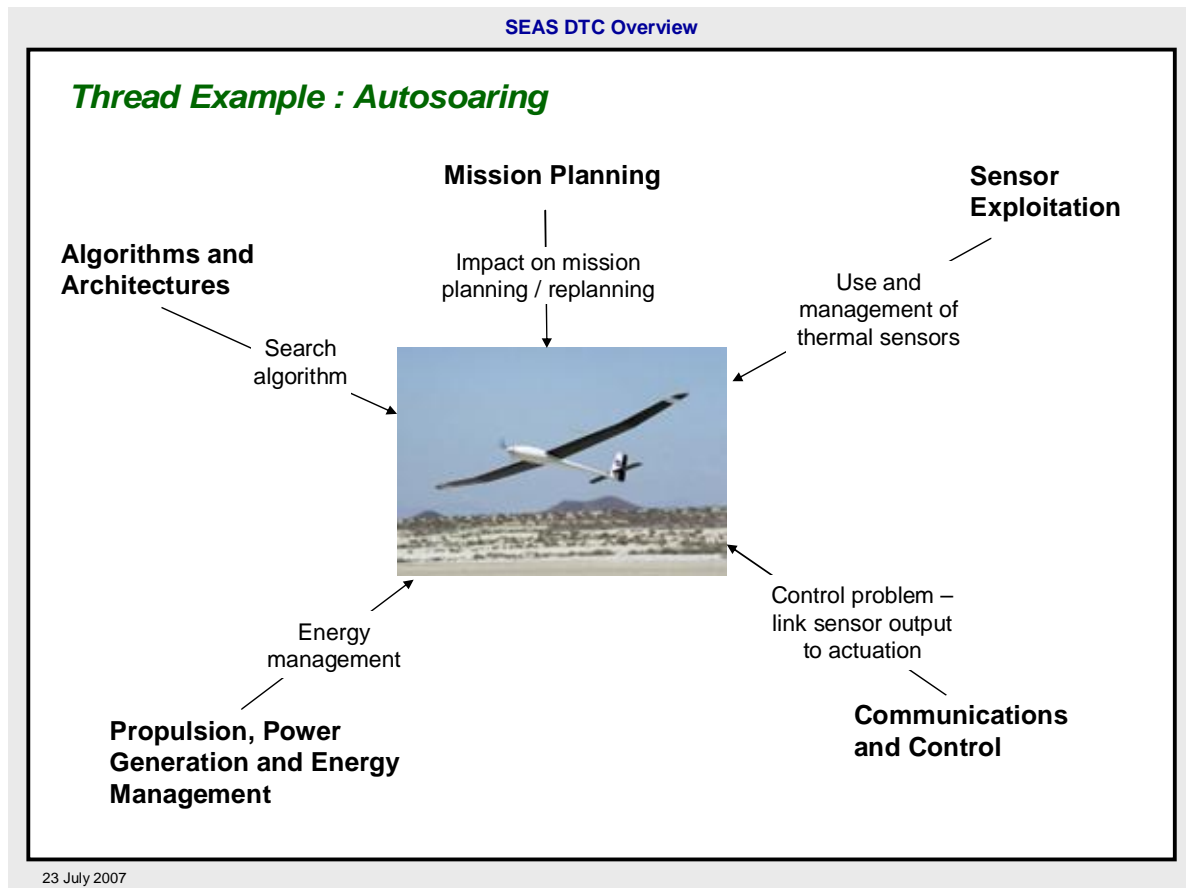 SEAS DTC Overview
Thread Example : Autosoaring
Mission Planning
Impact on mission
planning / replanning
Sensor
Exploitation
Use and
management of
thermal sensors
Algorithms and
Architectures
Search
algorithm
Energy
management
Propulsion, Power
Generation and Energy
Management
Control problem –
link sensor output
to actuation
Communications
and Control
23 July 2007